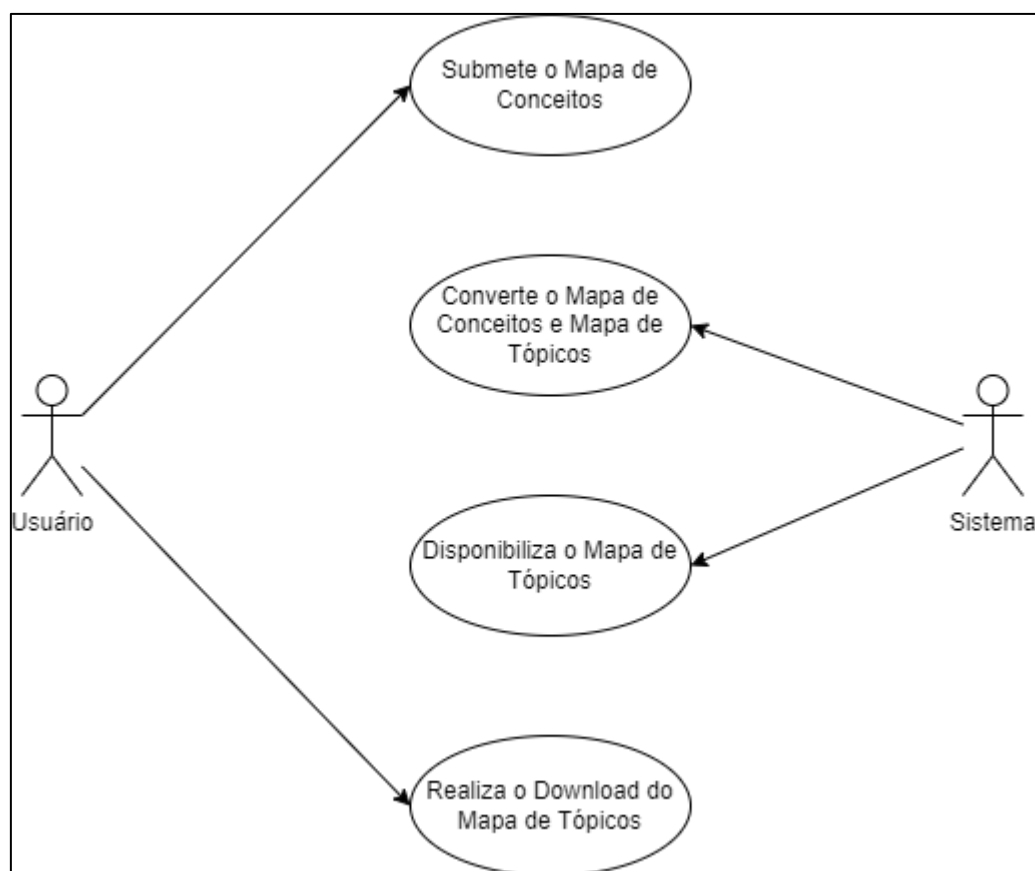 Submete o Mapa de
Conceitos
Converte o Mapa de
Conceitos e Mapa de
Tópicos
Usuário
Sistema
Disponibiliza o Mapa de
Tópicos
Realiza o Download do
Mapa de Tópicos